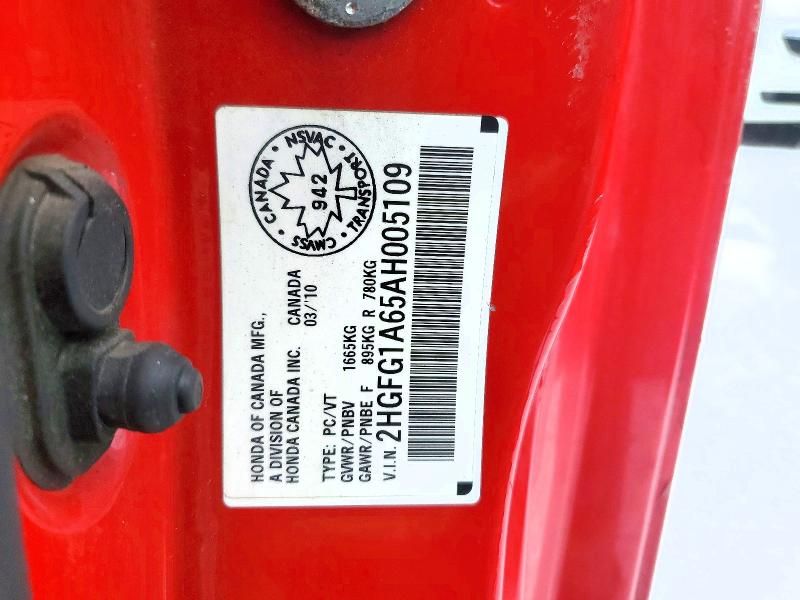 HONDA OF CANADA MFG.,
A DIVISION OF
HONDA CANADA INC. CANADA
03/'10
TYPE: PC/VT
GVWR/PNBV 1665KG
GAWR/PNBE F 895KG R 780KG
V.I.N. 2HGFG1A65AH005109
CANADA · NSVAC · TRANSPORT · CMVSS ·
942